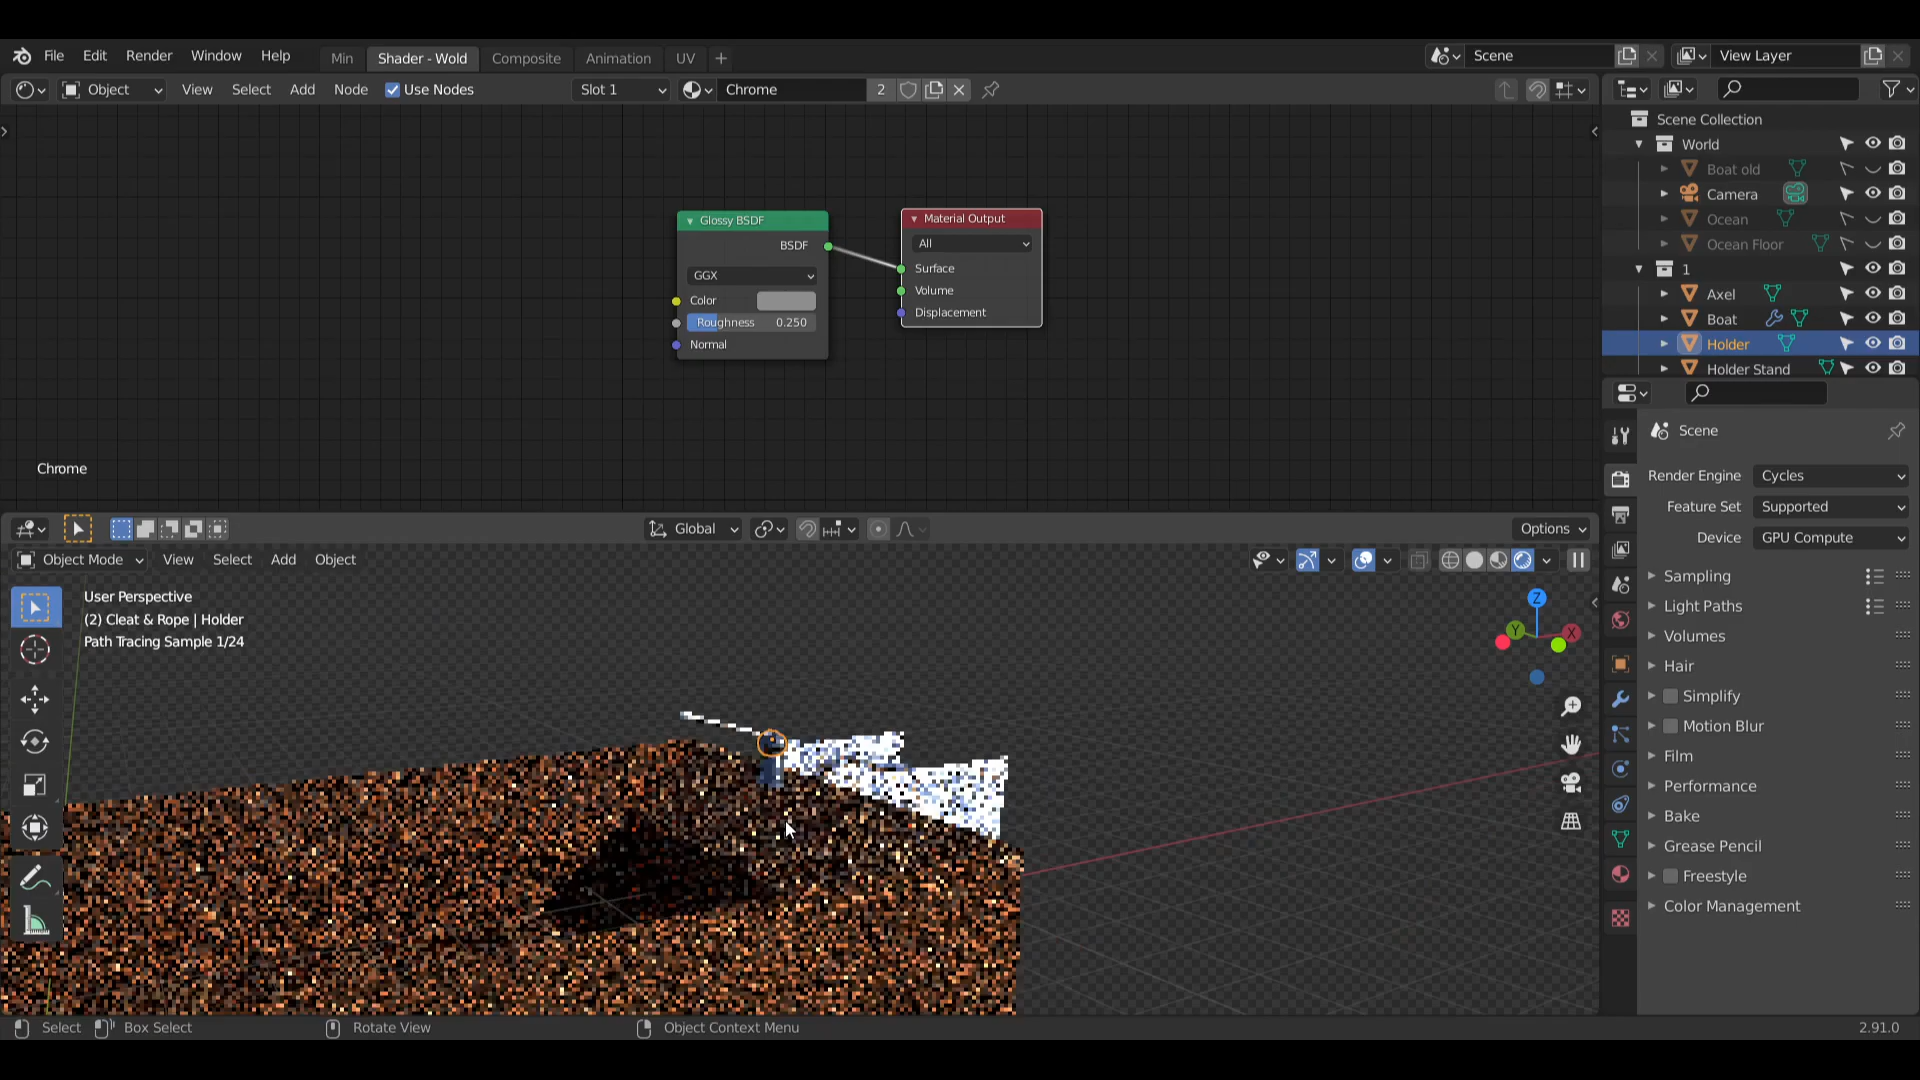 File Edit Render Window Help Min Shader - Wold Composite Animation UV Scene View Layer
Object View Select Add Node Use Nodes Slot 1 Chrome 2
Scene Collection
World
Boat old
Camera
Ocean
Ocean Floor
1
Axel
Boat
Holder
Holder Stand
Glossy BSDF
BSDF
GGX
Color
Roughness 0.250
Normal
Material Output
All
Surface
Volume
Displacement
Chrome
Scene
Render Engine Cycles
Feature Set Supported
Device GPU Compute
Sampling
Light Paths
Volumes
Hair
Simplify
Motion Blur
Film
Performance
Bake
Grease Pencil
Freestyle
Color Management
Global Options
Object Mode View Select Add Object
User Perspective
(2) Cleat & Rope | Holder
Path Tracing Sample 1/24
Z
Y
X
Select Box Select Rotate View Object Context Menu 2.91.0